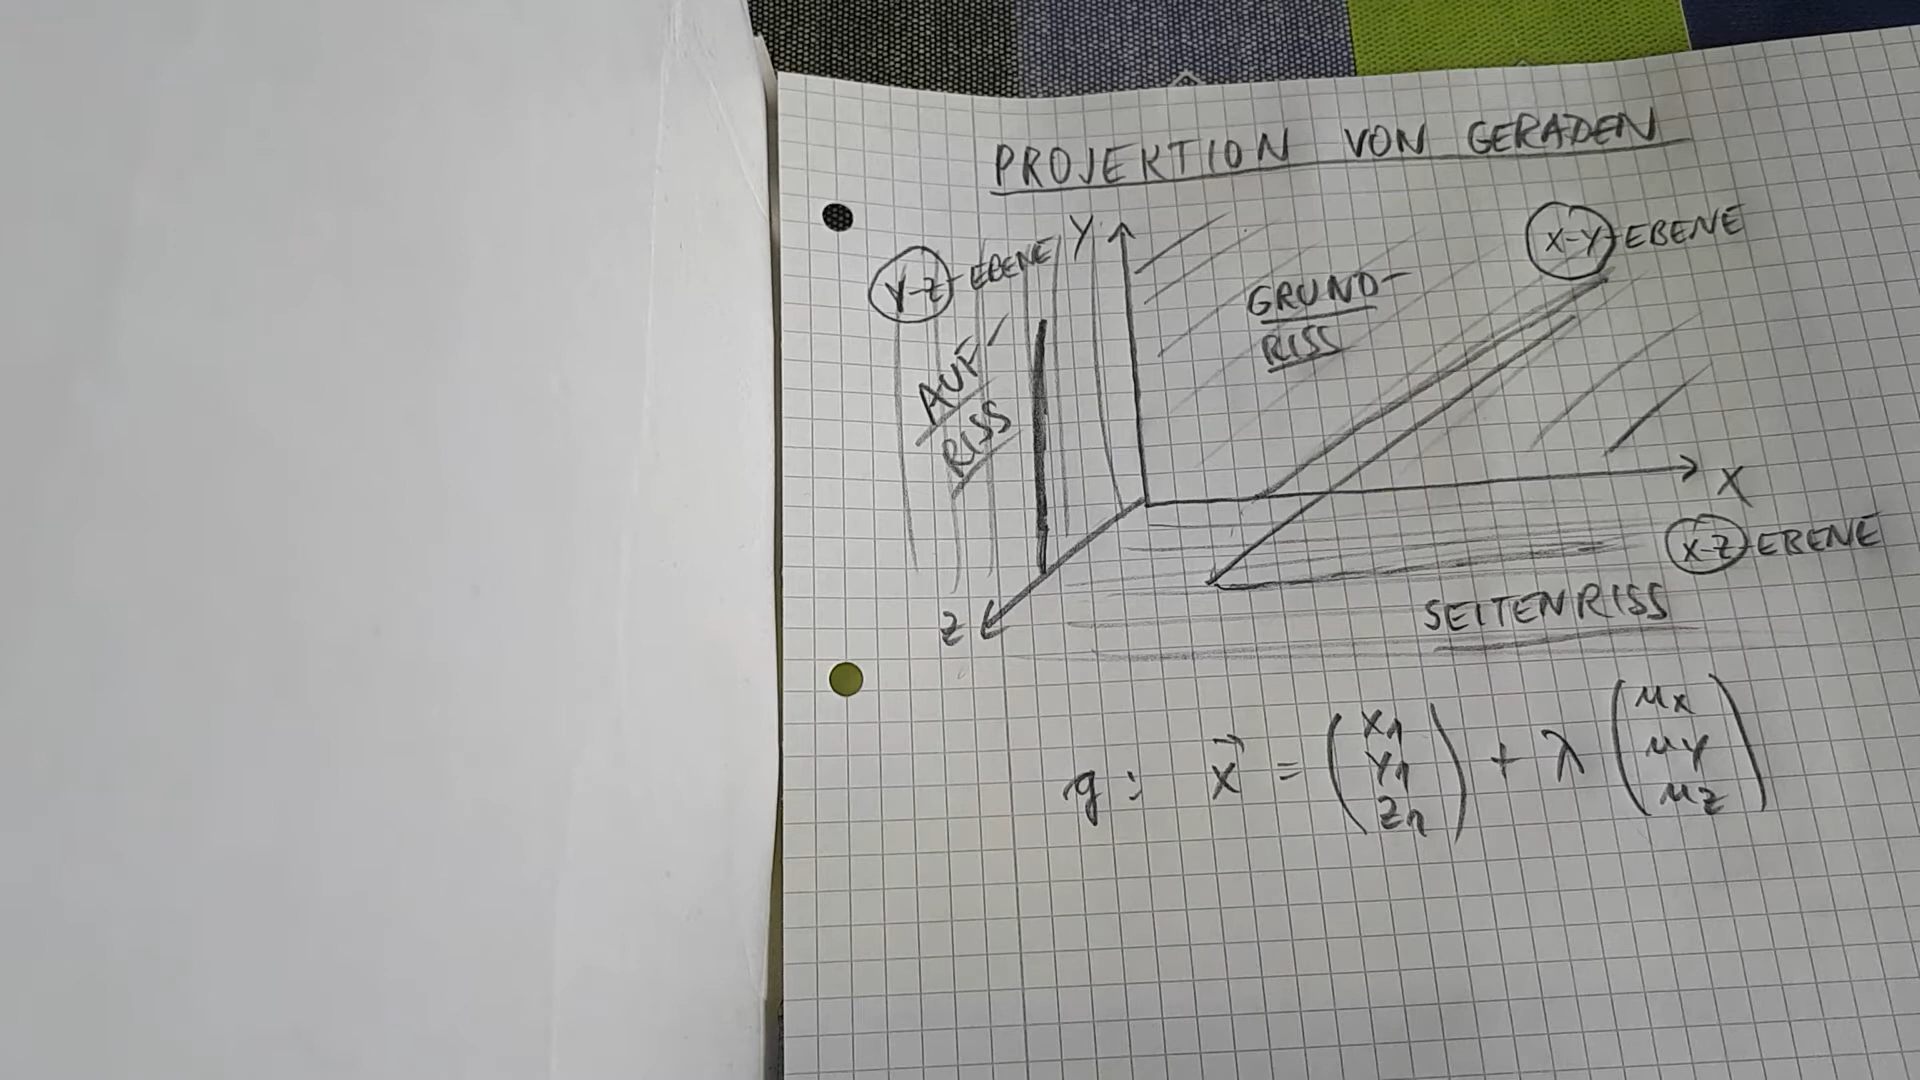 PROJEKTION VON GERADEN
Y-Z-EBENE
Y
X-Y-EBENE
GRUND-
RISS
AUF-
RISS
X
X-Z EBENE
Z
SEITENRISS
g: x⃗ = (x₁ y₁ z₁) + λ (ux uy uz)